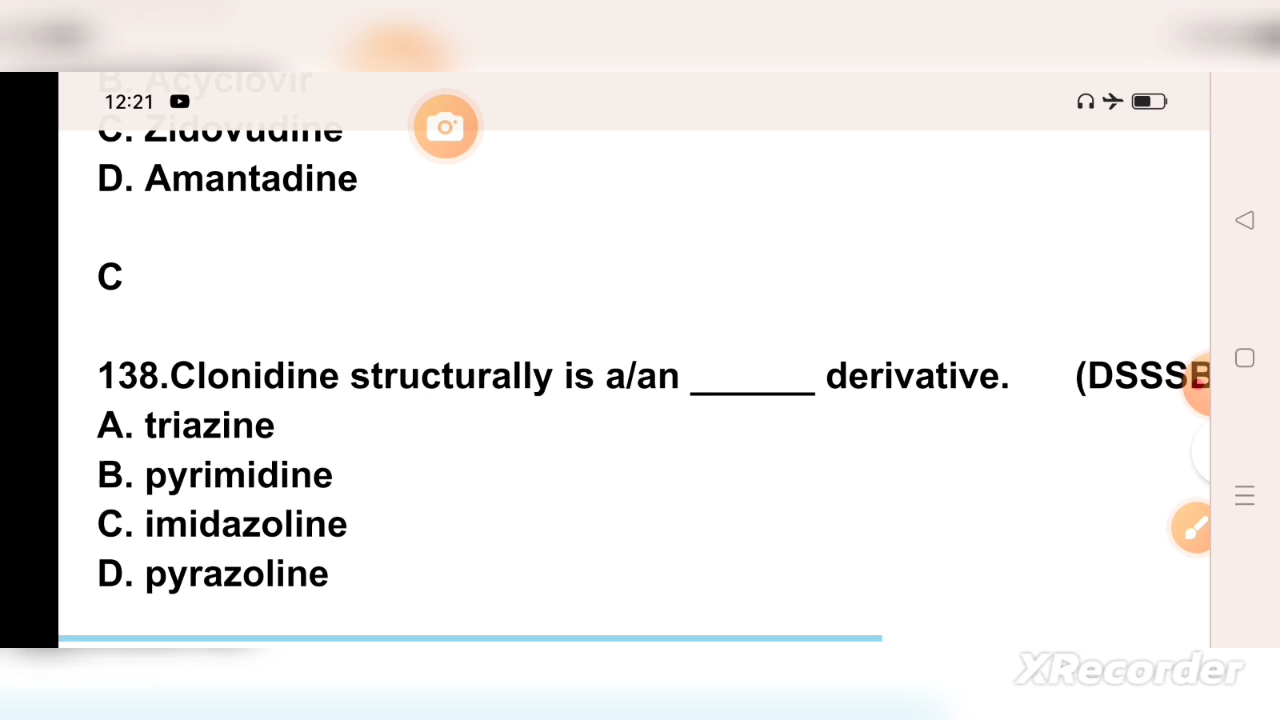 B. Acyclovir
12:21
C. Zidovudine
D. Amantadine
C
138.Clonidine structurally is a/an ______ derivative. (DSSSB
A. triazine
B. pyrimidine
C. imidazoline
D. pyrazoline
XRecorder